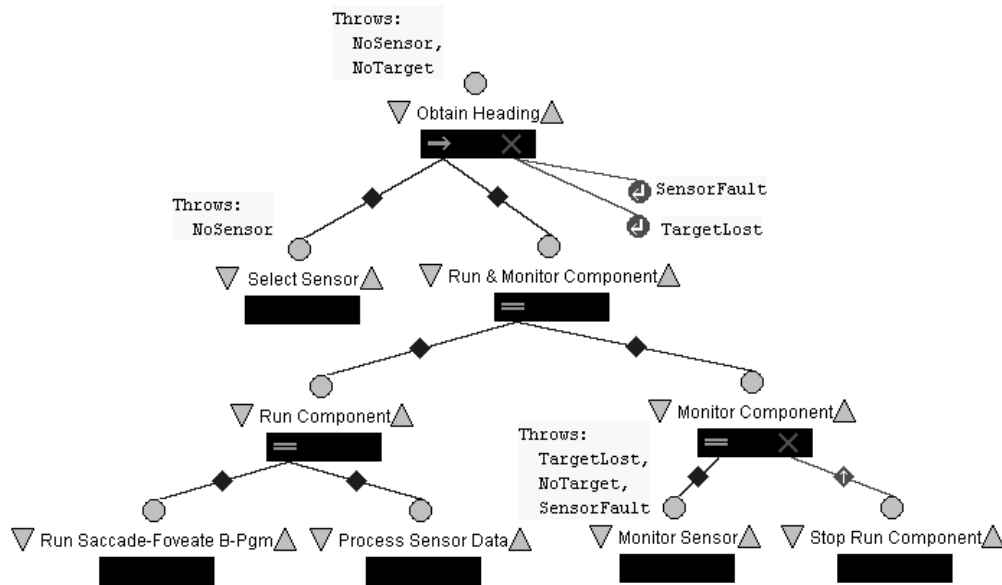 Throws:
NoSensor,
NoTarget
Obtain Heading
SensorFault
Throws:
NoSensor
TargetLost
Select Sensor
Run & Monitor Component
Run Component
Monitor Component
Throws:
TargetLost,
NoTarget,
SensorFault
Run Saccade-Foveate B-Pgm
Process Sensor Data
Monitor Sensor
Stop Run Component